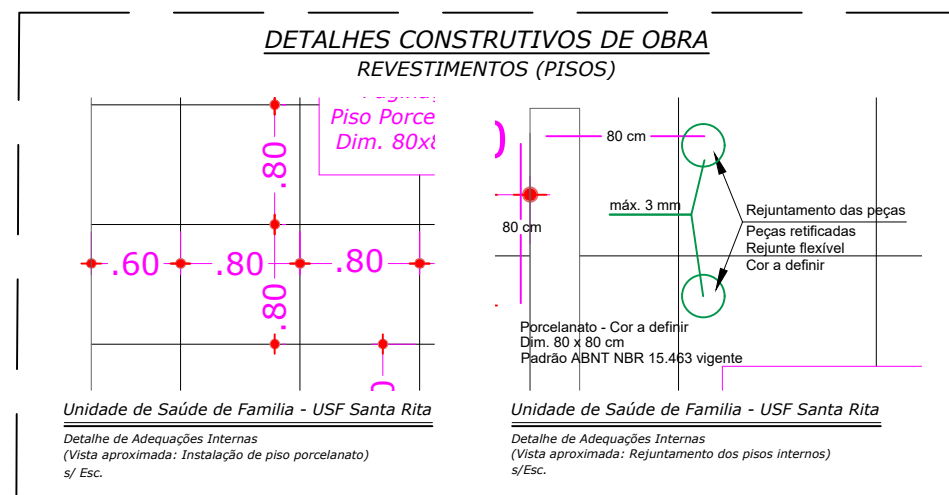 DETALHES CONSTRUTIVOS DE OBRA
REVESTIMENTOS (PISOS)
Piso Porce
Dim. 80x
.80
.60
.80
.80
.80
Unidade de Saúde de Familia - USF Santa Rita
Detalhe de Adequações Internas
(Vista aproximada: Instalação de piso porcelanato)
s/ Esc.
80 cm
máx. 3 mm
80 cm
Rejuntamento das peças
Peças retificadas
Rejunte flexível
Cor a definir
Porcelanato - Cor a definir
Dim. 80 x 80 cm
Padrão ABNT NBR 15.463 vigente
Unidade de Saúde de Familia - USF Santa Rita
Detalhe de Adequações Internas
(Vista aproximada: Rejuntamento dos pisos internos)
s/Esc.